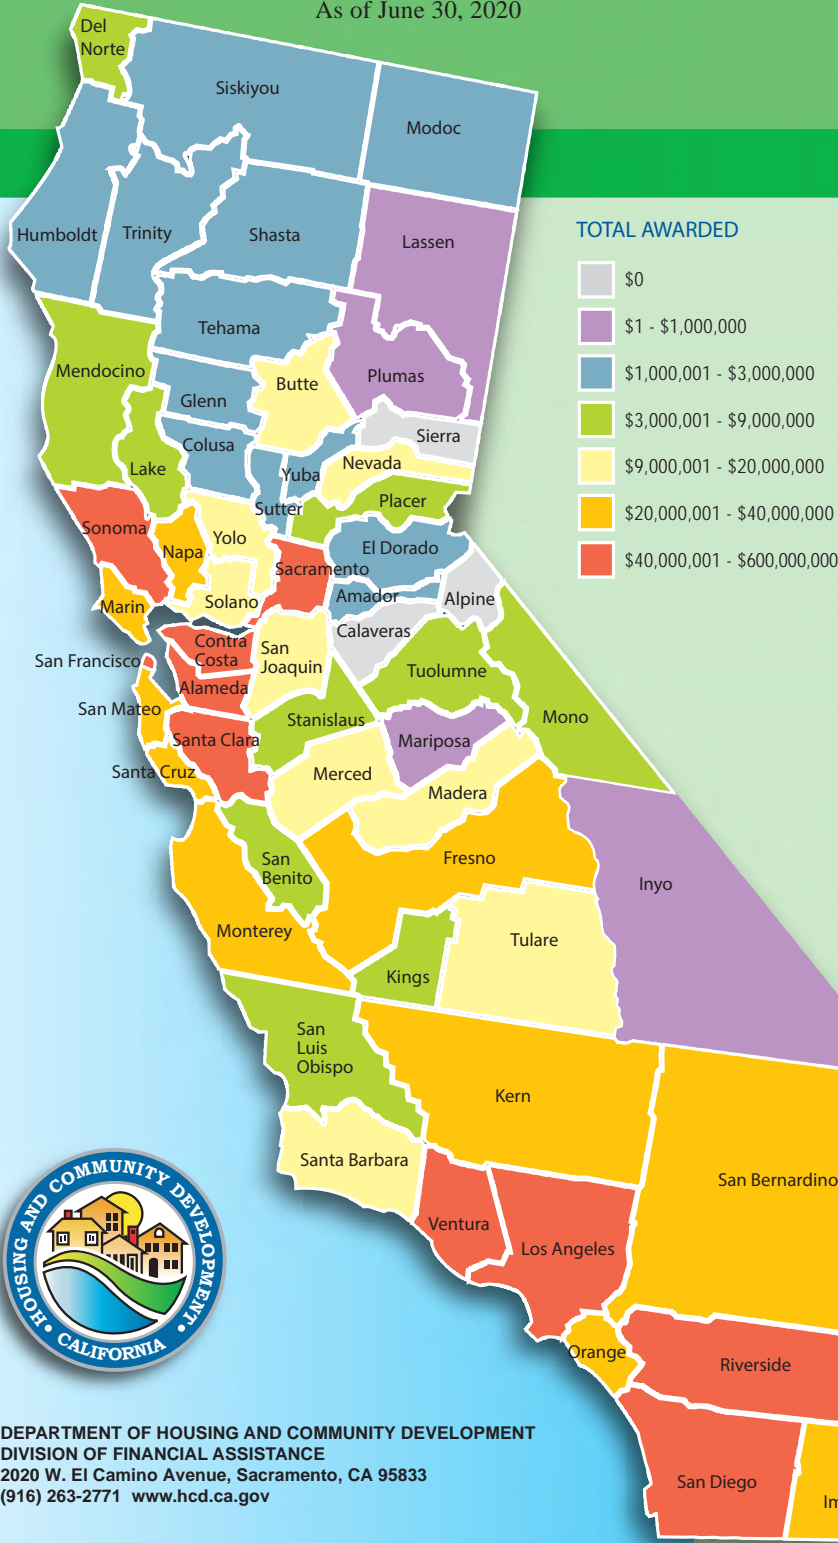 As of June 30, 2020
Del
Norte
Siskiyou
Modoc
Humboldt
Trinity
Shasta
Lassen
TOTAL AWARDED
$0
$1 - $1,000,000
$1,000,001 - $3,000,000
$3,000,001 - $9,000,000
$9,000,001 - $20,000,000
$20,000,001 - $40,000,000
$40,000,001 - $600,000,000
Tehama
Mendocino
Plumas
Butte
Glenn
Sierra
Colusa
Nevada
Lake
Yuba
Placer
Sutter
Sonoma
Yolo
Napa
El Dorado
Sacramento
Amador
Alpine
Solano
Marin
Calaveras
Contra
Costa
San
Joaquin
San Francisco
Tuolumne
Alameda
San Mateo
Mono
Stanislaus
Santa Clara
Mariposa
Santa Cruz
Merced
Madera
Fresno
San
Benito
Inyo
Monterey
Tulare
Kings
San
Luis
Obispo
Kern
Santa Barbara
San Bernardino
Ventura
Los Angeles
Orange
Riverside
San Diego
Im
HOUSING AND COMMUNITY DEVELOPMENT
• CALIFORNIA •
DEPARTMENT OF HOUSING AND COMMUNITY DEVELOPMENT
DIVISION OF FINANCIAL ASSISTANCE
2020 W. El Camino Avenue, Sacramento, CA 95833
(916) 263-2771 www.hcd.ca.gov